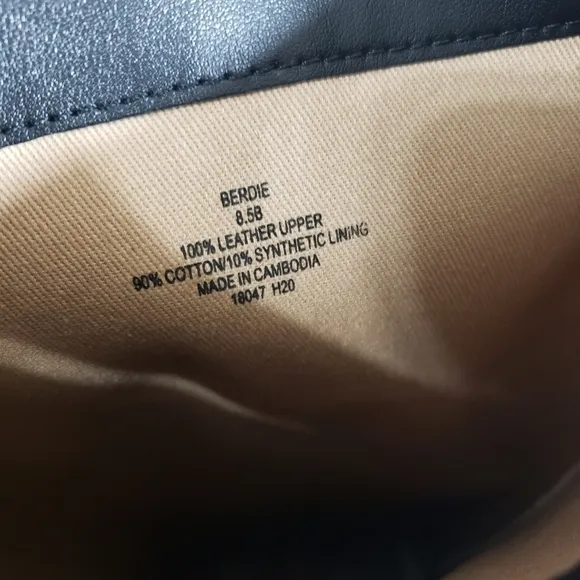 BERDIE
8.5B
100% LEATHER UPPER
90% COTTON/10% SYNTHETIC LINING
MADE IN CAMBODIA
18047 H20